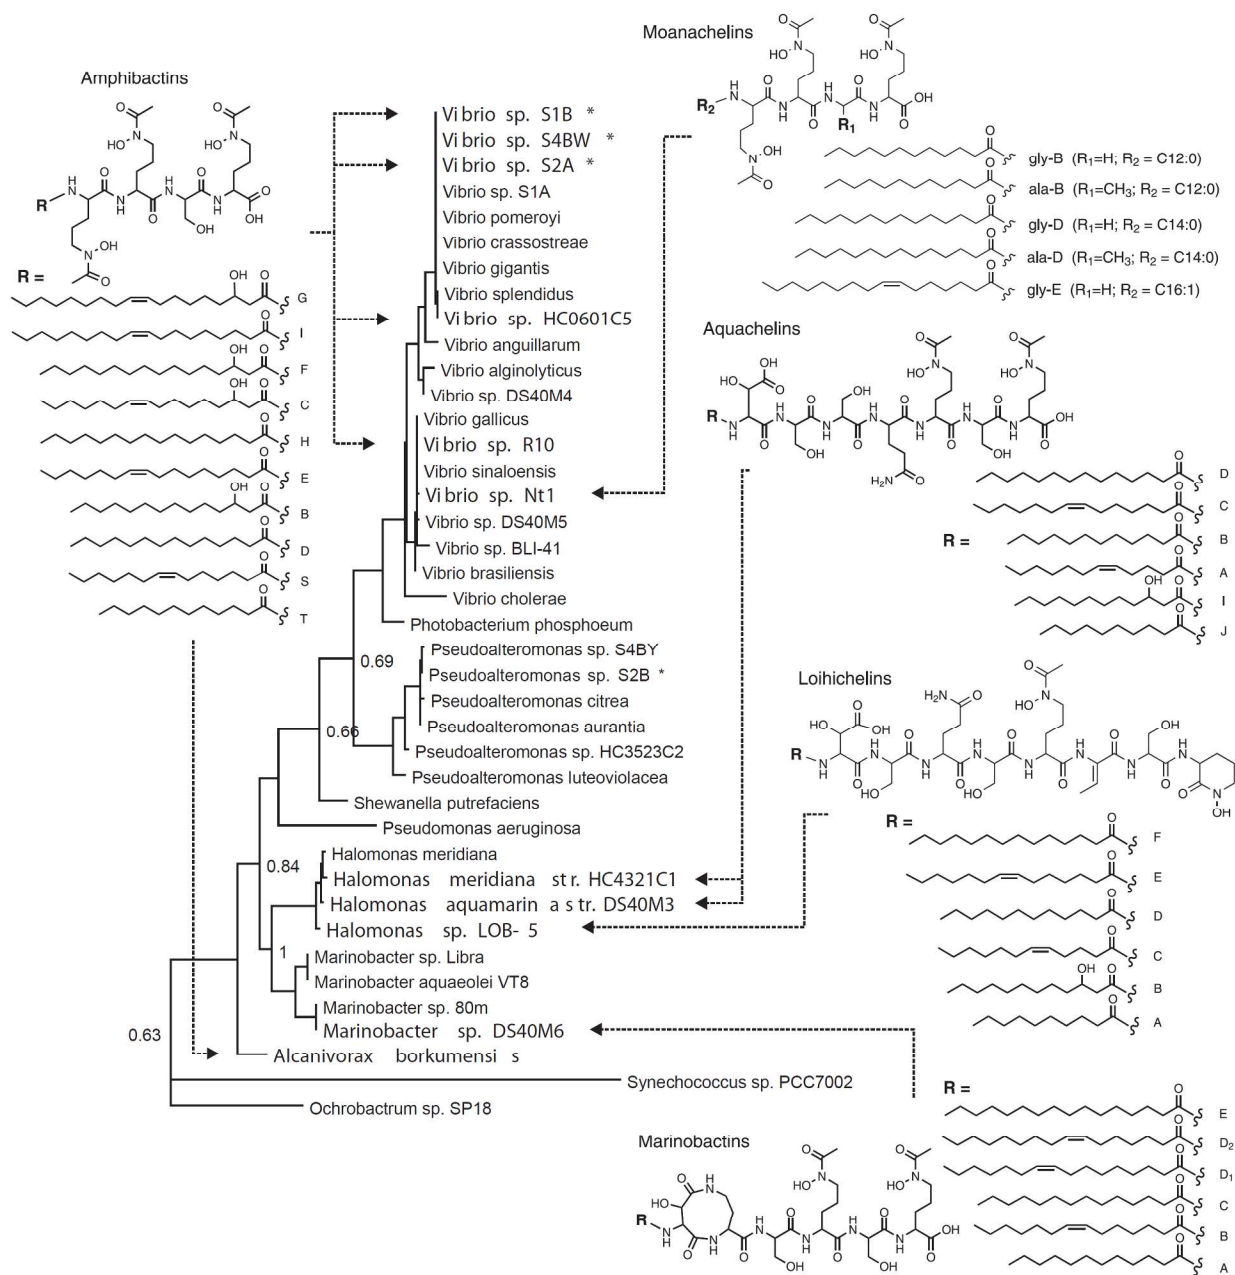 Amphibactins
R
R =
G
I
F
C
H
E
B
D
S
T
Vibrio sp. S1B *
Vibrio sp. S4BW *
Vibrio sp. S2A *
Vibrio sp. S1A
Vibrio pomeroyi
Vibrio crassostreae
Vibrio gigantis
Vibrio splendidus
Vibrio sp. HC0601C5
Vibrio anguillarum
Vibrio alginolyticus
Vibrio sp. DS40M4
Vibrio gallicus
Vibrio sp. R10
Vibrio sinaloensis
Vibrio sp. Nt1
Vibrio sp. DS40M5
Vibrio sp. BLI-41
Vibrio brasiliensis
Vibrio cholerae
Photobacterium phosphoeum
Pseudoalteromonas sp. S4BY
Pseudoalteromonas sp. S2B *
Pseudoalteromonas citrea
Pseudoalteromonas aurantia
Pseudoalteromonas sp. HC3523C2
Pseudoalteromonas luteoviolacea
Shewanella putrefaciens
Pseudomonas aeruginosa
Halomonas meridiana
Halomonas meridiana str. HC4321C1
Halomonas aquamarina str. DS40M3
Halomonas sp. LOB-5
Marinobacter sp. Libra
Marinobacter aquaeolei VT8
Marinobacter sp. 80m
Marinobacter sp. DS40M6
Alcanivorax borkumensis
Synechococcus sp. PCC7002
Ochrobactrum sp. SP18
0.69
0.66
0.84
1
0.63
Moanachelins
R2
R1
gly-B (R1=H; R2 = C12:0)
ala-B (R1=CH3; R2 = C12:0)
gly-D (R1=H; R2 = C14:0)
ala-D (R1=CH3; R2 = C14:0)
gly-E (R1=H; R2 = C16:1)
Aquachelins
R
R =
D
C
B
A
I
J
Loihichelins
R
R =
F
E
D
C
B
A
Marinobactins
R
R =
E
D2
D1
C
B
A